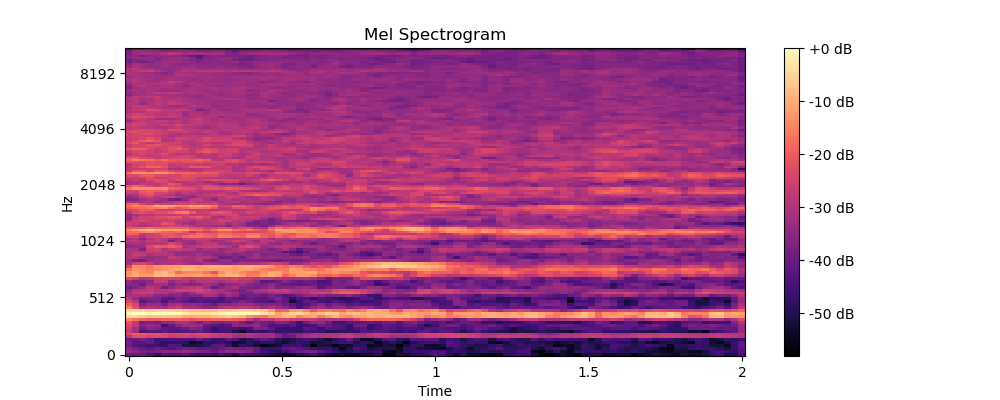 Mel Spectrogram
8192
4096
2048
1024
512
0
Hz
0
0.5
1
1.5
2
Time
+0 dB
-10 dB
-20 dB
-30 dB
-40 dB
-50 dB